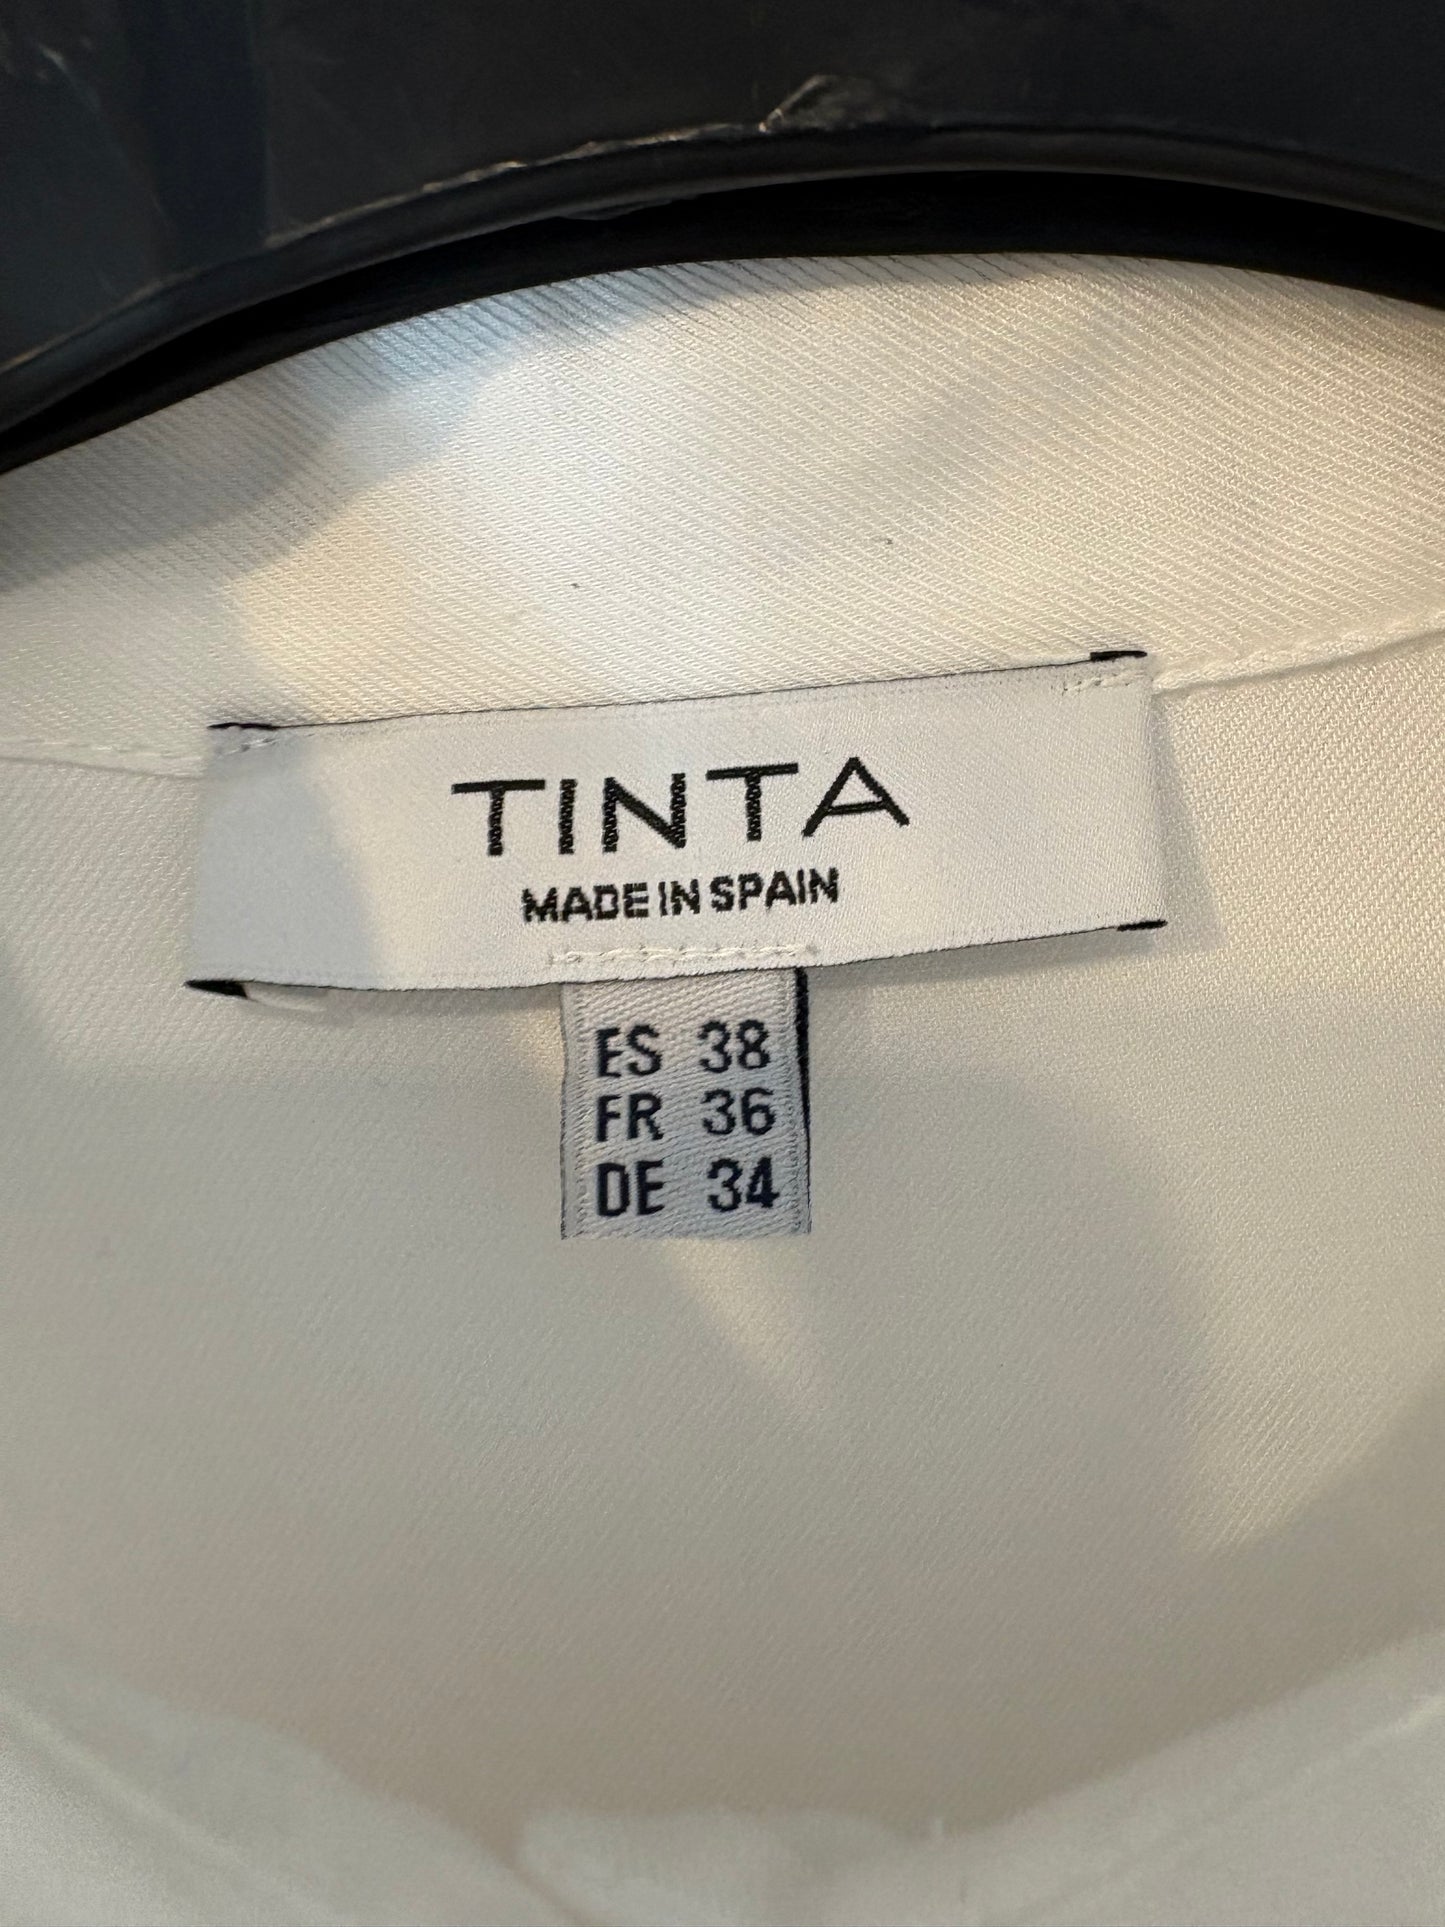 TINTA
MADE IN SPAIN
ES 38
FR 36
DE 34